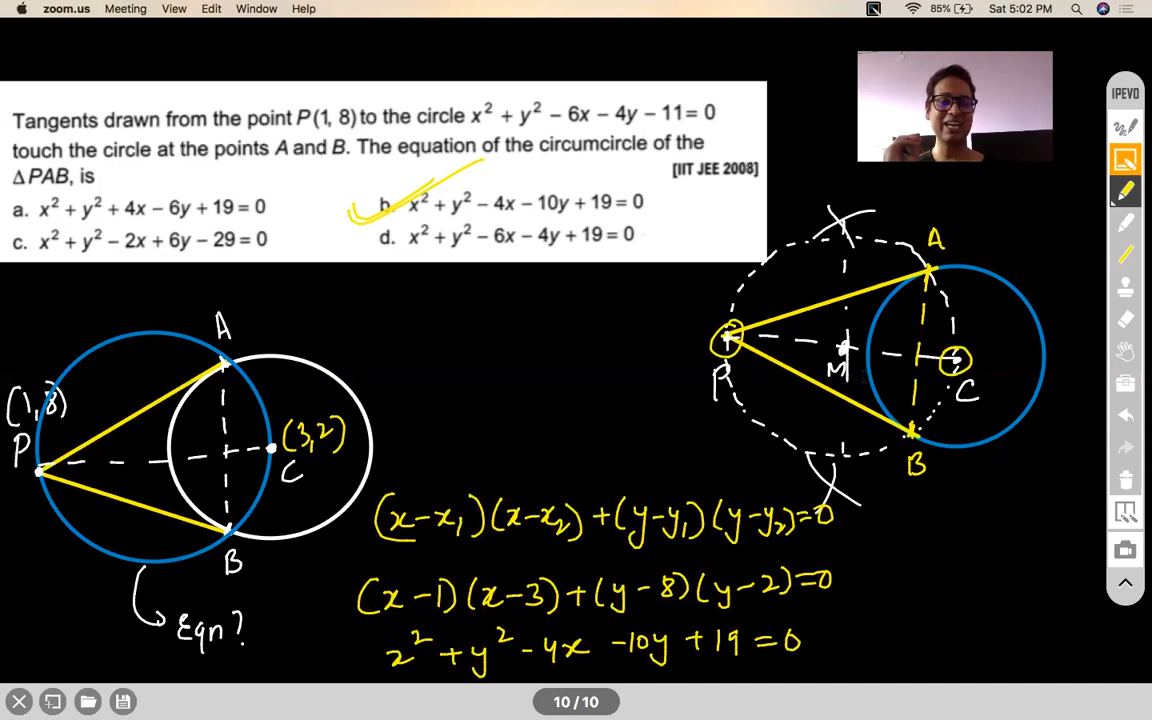 zoom.us Meeting View Edit Window Help 85% Sat 5:02 PM
IPEVO
Tangents drawn from the point P(1, 8) to the circle x² + y² − 6x − 4y − 11 = 0
touch the circle at the points A and B. The equation of the circumcircle of the
ΔPAB, is [IIT JEE 2008]
a. x² + y² + 4x − 6y + 19 = 0 b. x² + y² − 4x − 10y + 19 = 0
c. x² + y² − 2x + 6y − 29 = 0 d. x² + y² − 6x − 4y + 19 = 0
A
P
M
C
B
A
(1,8)
P
(3,2)
C
B
Eqn?
(x-x₁)(x-x₂)+(y-y₁)(y-y₂)=0
(x-1)(x-3)+(y-8)(y-2)=0
x²+y²-4x-10y+19=0
10 / 10